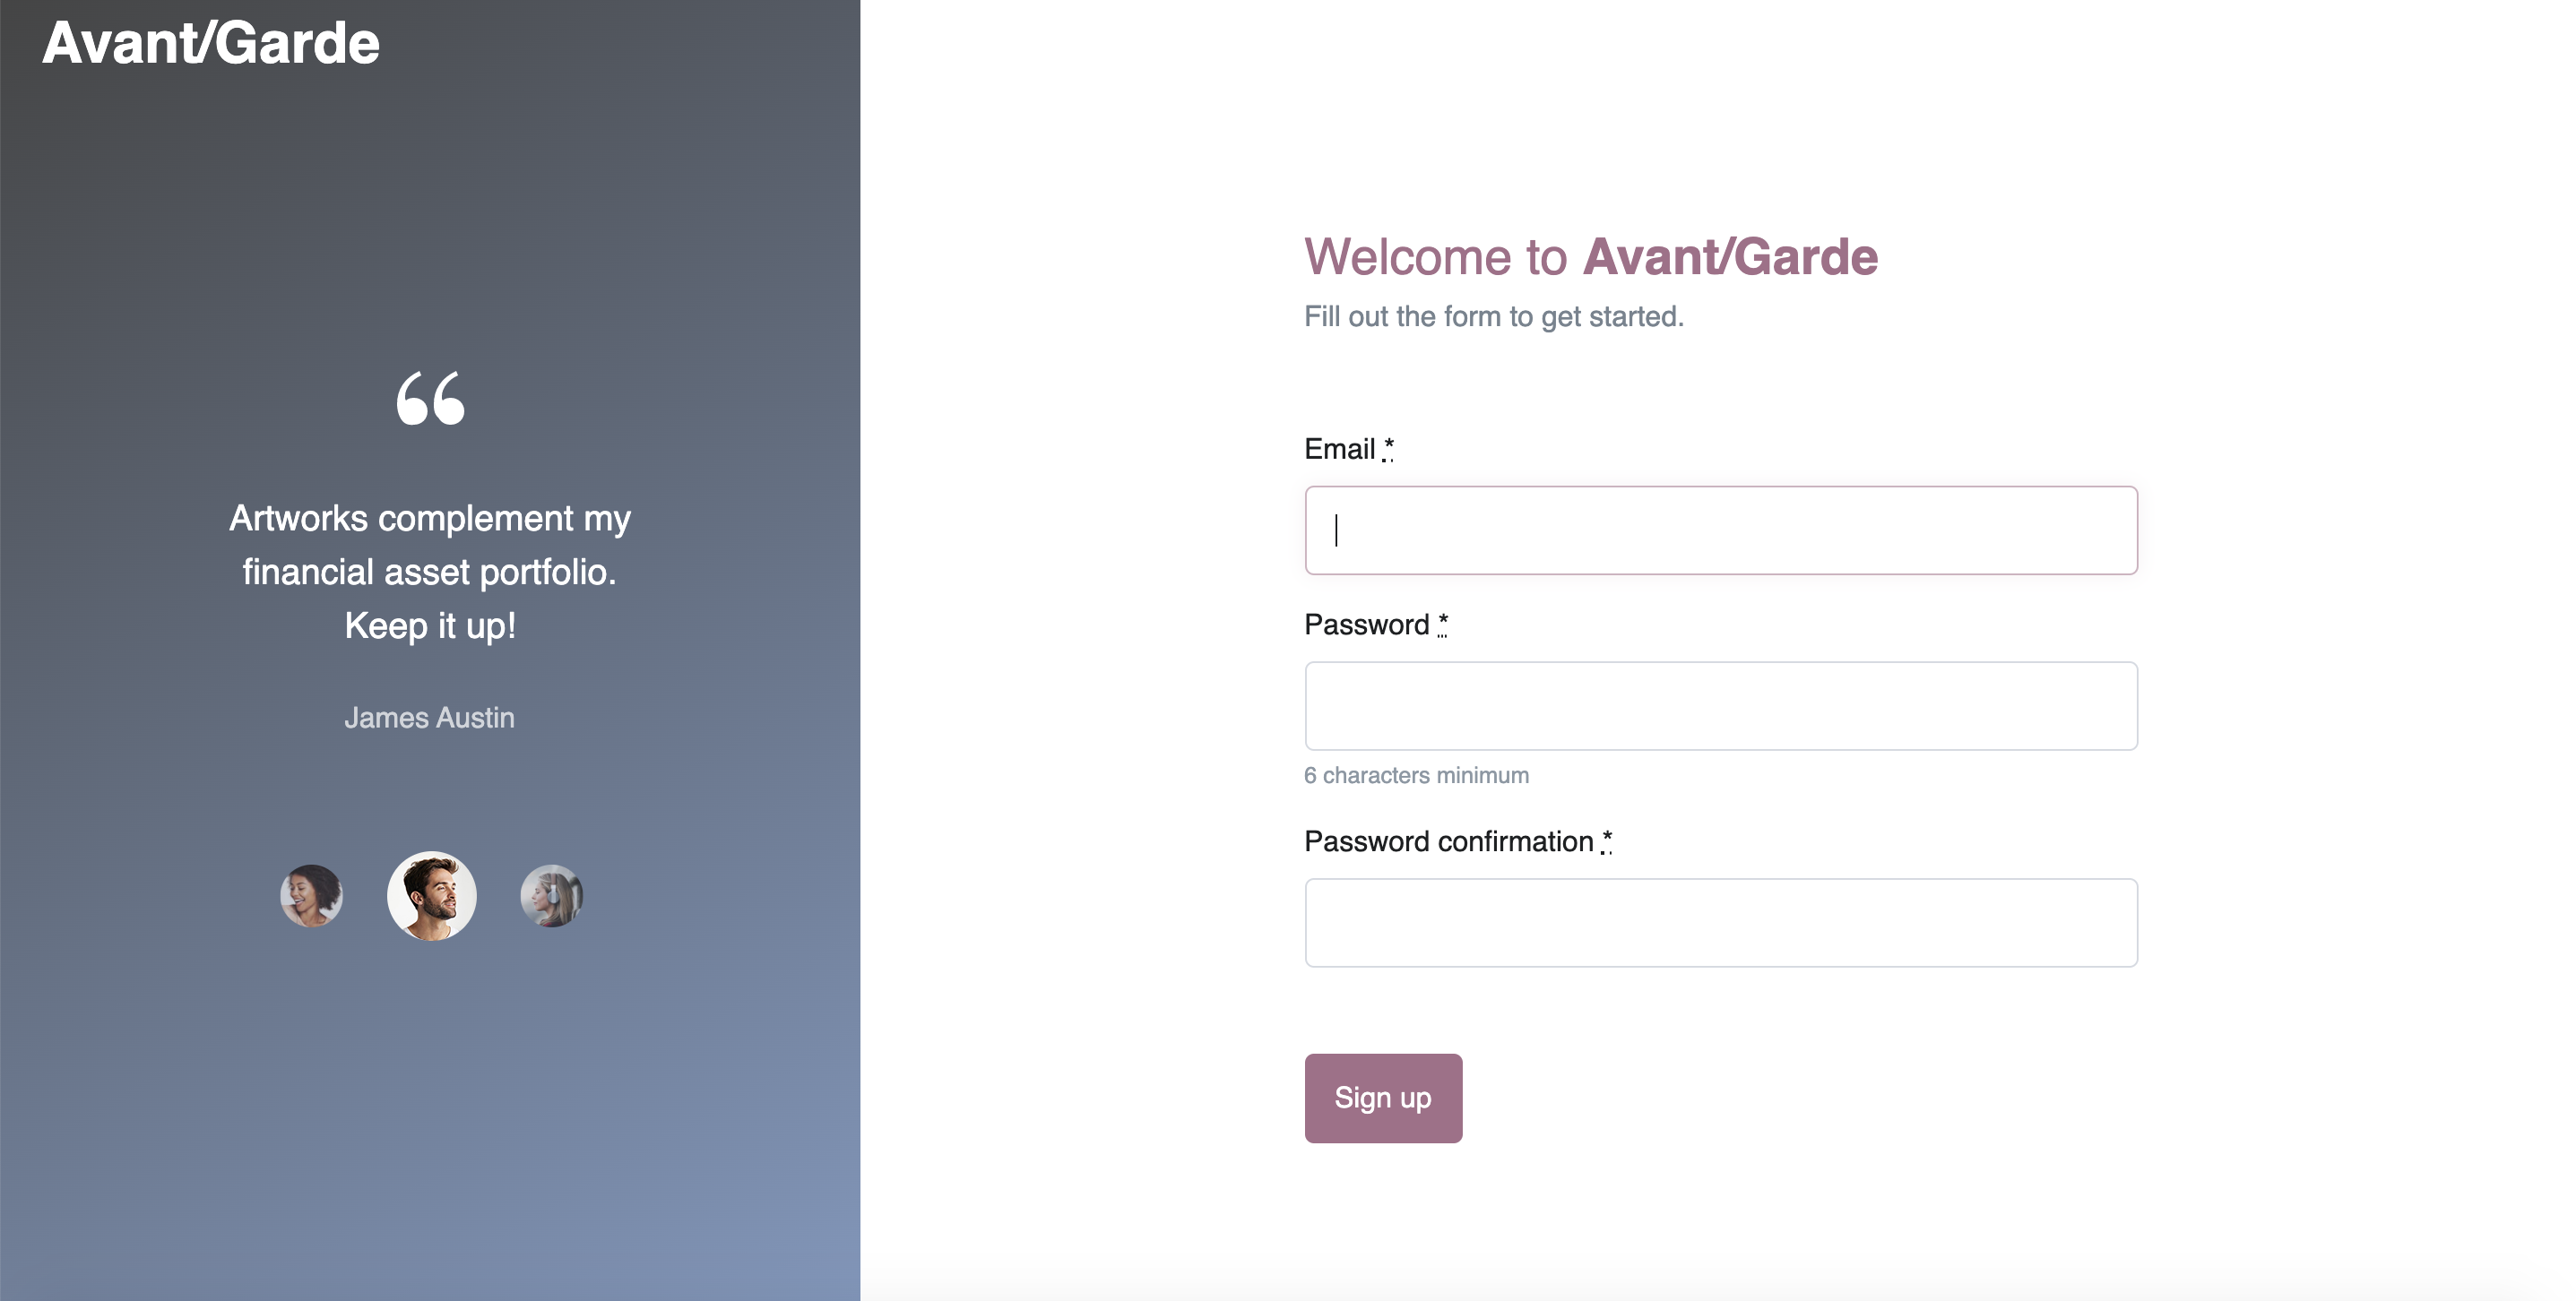 Avant/Garde
“
Artworks complement my
financial asset portfolio.
Keep it up!
James Austin
Welcome to Avant/Garde
Fill out the form to get started.
Email *
Password *
6 characters minimum
Password confirmation *
Sign up